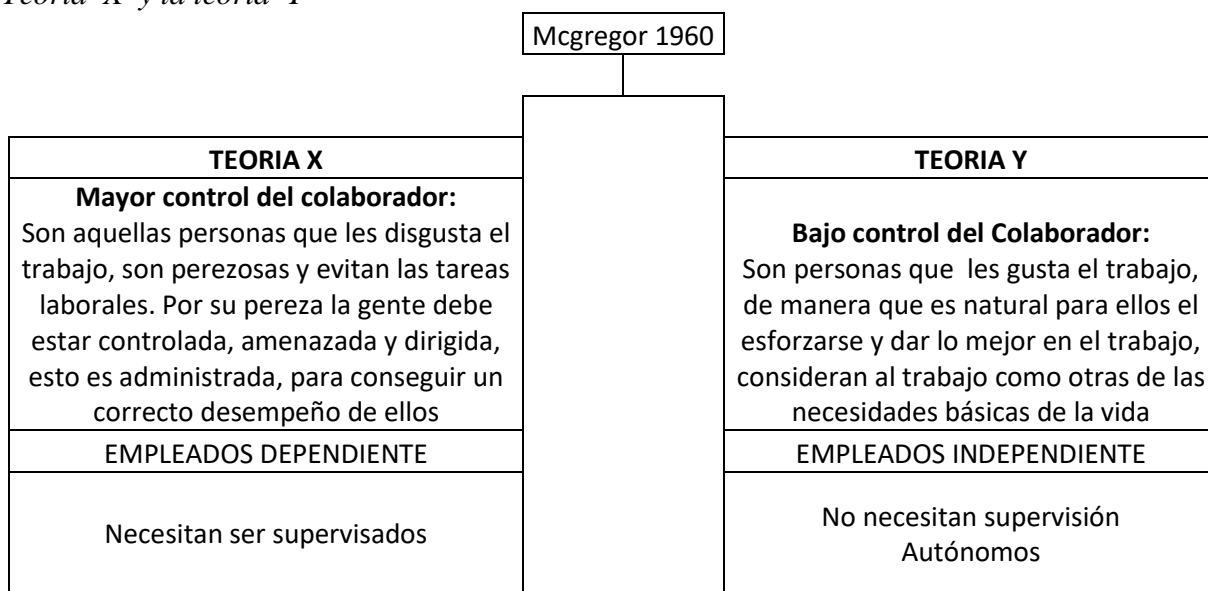 Teoría "X" y la teoría "Y"
Mcgregor 1960
TEORIA X
Mayor control del colaborador:
Son aquellas personas que les disgusta el
trabajo, son perezosas y evitan las tareas
laborales. Por su pereza la gente debe
estar controlada, amenazada y dirigida,
esto es administrada, para conseguir un
correcto desempeño de ellos
EMPLEADOS DEPENDIENTE
Necesitan ser supervisados
TEORIA Y
Bajo control del Colaborador:
Son personas que  les gusta el trabajo,
de manera que es natural para ellos el
esforzarse y dar lo mejor en el trabajo,
consideran al trabajo como otras de las
necesidades básicas de la vida
EMPLEADOS INDEPENDIENTE
No necesitan supervisión
Autónomos